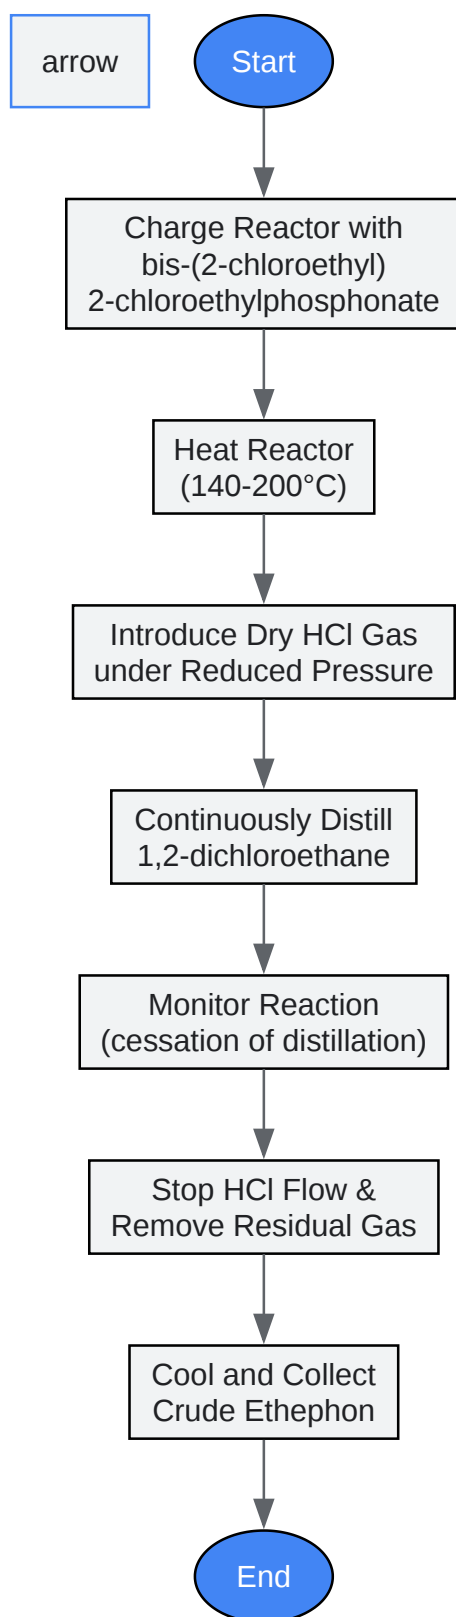 arrow
Start
Charge Reactor with
bis-(2-chloroethyl)
2-chloroethylphosphonate
Heat Reactor
(140-200°C)
Introduce Dry HCl Gas
under Reduced Pressure
Continuously Distill
1,2-dichloroethane
Monitor Reaction
(cessation of distillation)
Stop HCl Flow &
Remove Residual Gas
Cool and Collect
Crude Ethephon
End